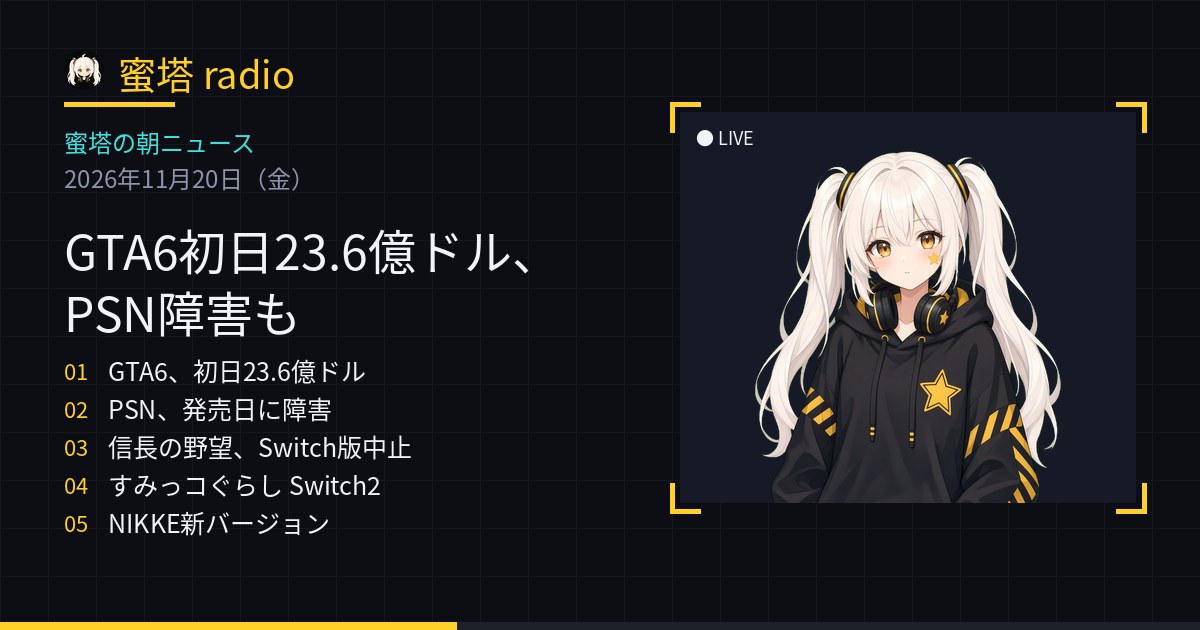 蜜塔 radio
蜜塔の朝ニュース
2026年11月20日（金）
GTA6初日23.6億ドル、
PSN障害も
01 GTA6、初日23.6億ドル
02 PSN、発売日に障害
03 信長の野望、Switch版中止
04 すみっコぐらし Switch2
05 NIKKE新バージョン
LIVE